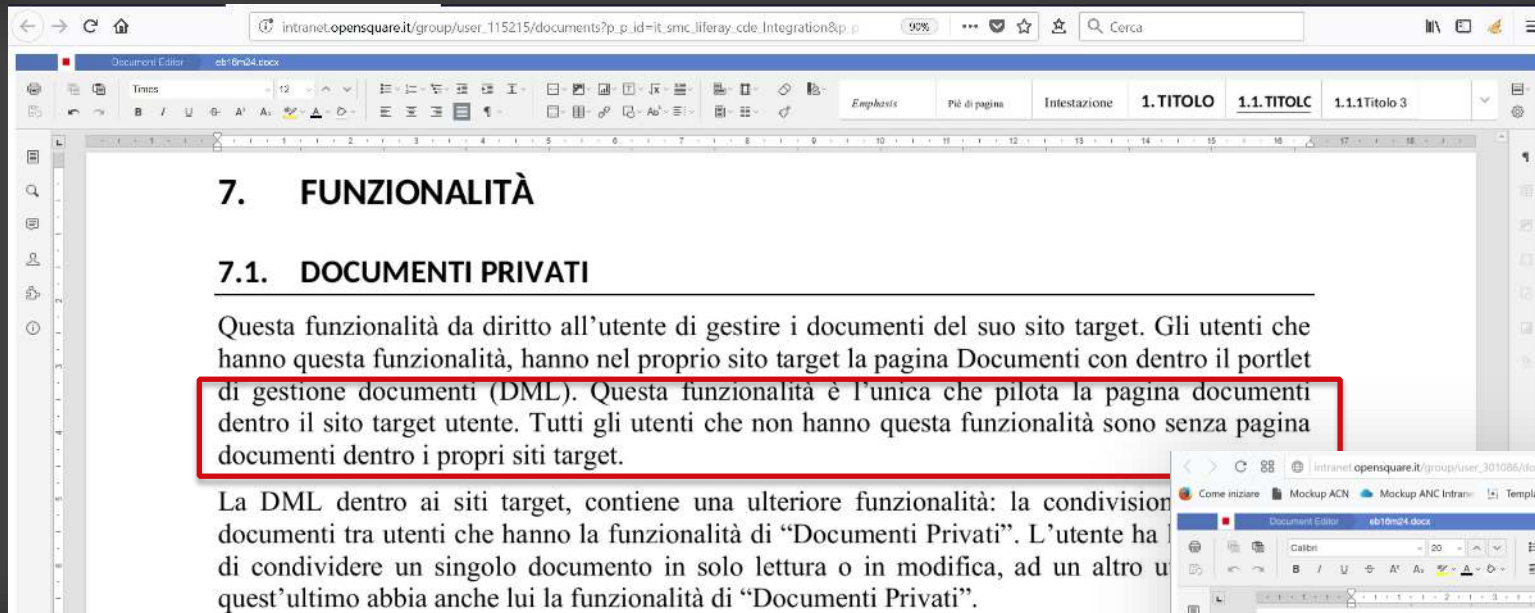 intranet.opensquare.it/group/user_115215/documents?p_p_id=it_smc_liferay_cde_Integration&p_p
90%
Cerca
Document Editor eb16m24.docx
Times 12
Emphasis Piè di pagina Intestazione 1. TITOLO 1.1. TITOLC 1.1.1Titolo 3
7. FUNZIONALITÀ
7.1. DOCUMENTI PRIVATI
Questa funzionalità da diritto all’utente di gestire i documenti del suo sito target. Gli utenti che
hanno questa funzionalità, hanno nel proprio sito target la pagina Documenti con dentro il portlet
di gestione documenti (DML). Questa funzionalità è l’unica che pilota la pagina documenti
dentro il sito target utente. Tutti gli utenti che non hanno questa funzionalità sono senza pagina
documenti dentro i propri siti target.
La DML dentro ai siti target, contiene una ulteriore funzionalità: la condivision
documenti tra utenti che hanno la funzionalità di “Documenti Privati”. L’utente ha
di condividere un singolo documento in solo lettura o in modifica, ad un altro u
quest’ultimo abbia anche lui la funzionalità di “Documenti Privati”.
intranet.opensquare.it/group/user_301086/do
Come iniziare Mockup ACN Mockup ANC Intrane Templ
Document Editor eb16m24.docx
Calibri 20